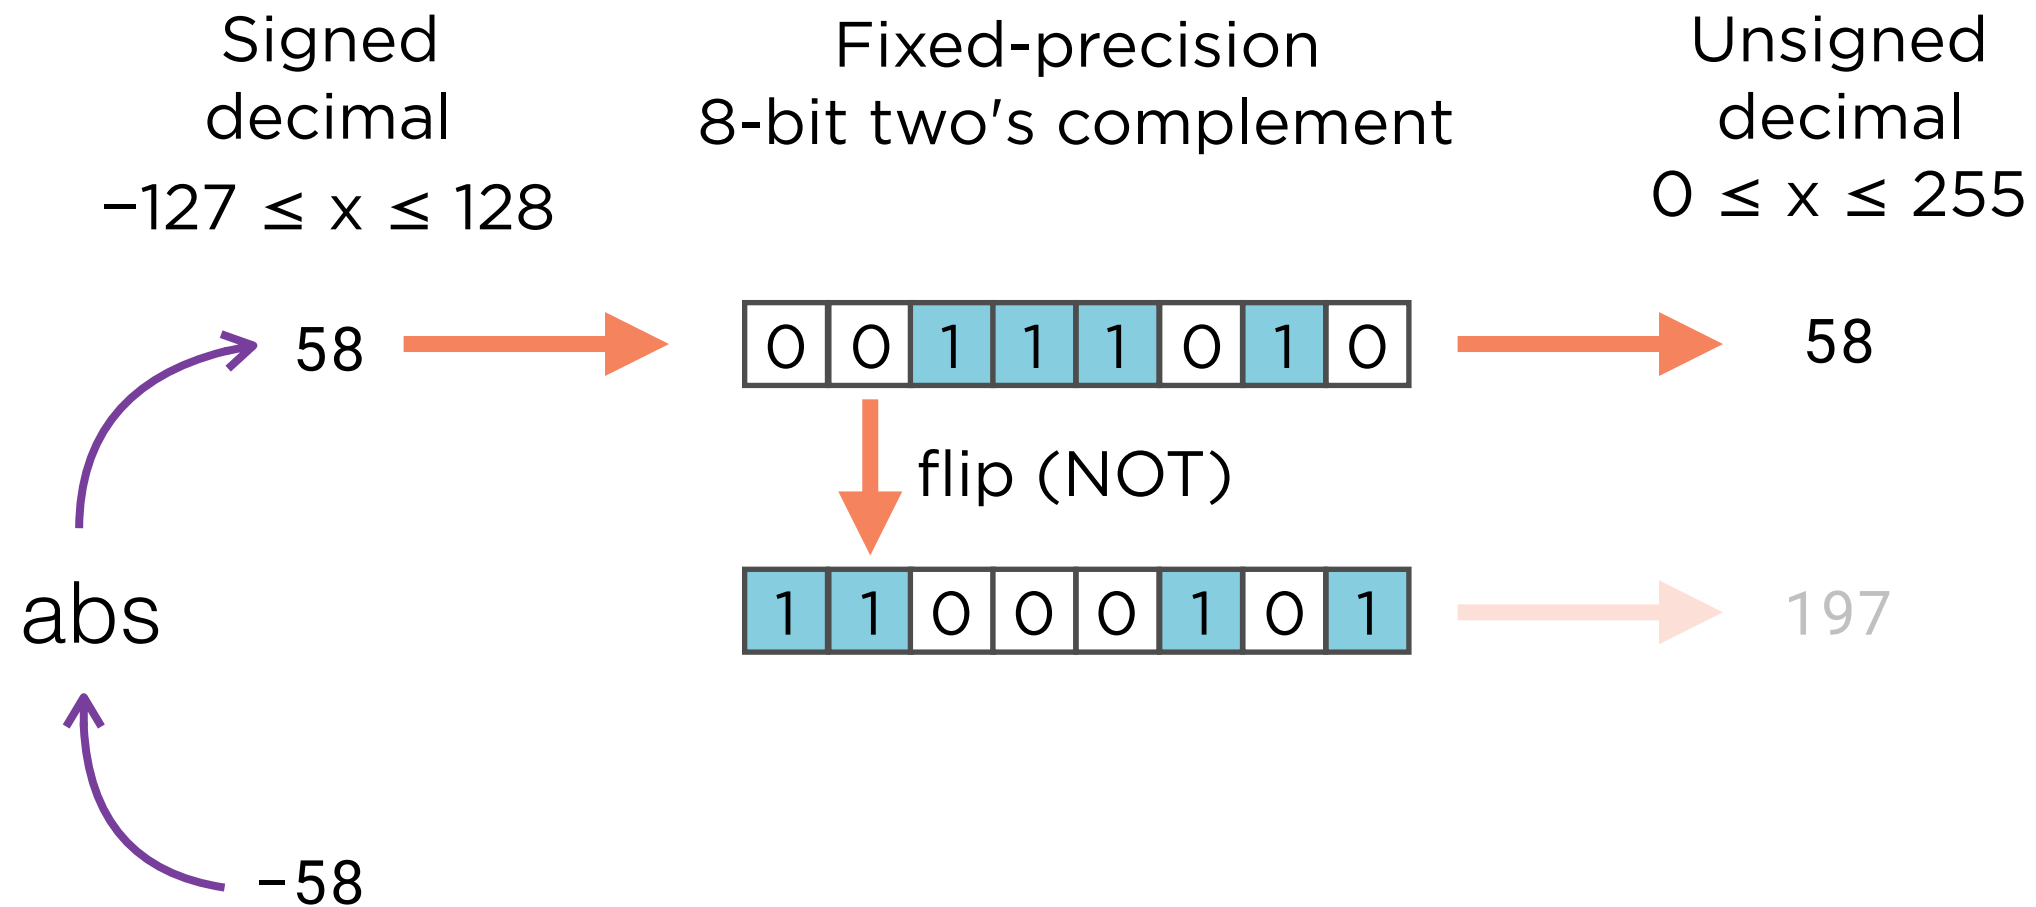 Signed
decimal
−127 ≤ x ≤ 128
Fixed-precision
8-bit two's complement
Unsigned
decimal
0 ≤ x ≤ 255
58
0 0 1 1 1 0 1 0
58
flip (NOT)
1 1 0 0 0 1 0 1
197
abs
−58